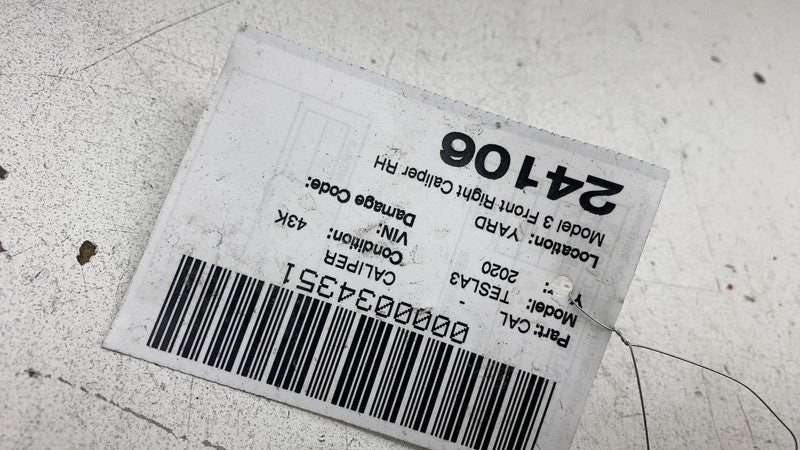 0000034351
Part: CAL - CALIPER
Model: TESLA3 Condition: 43K
2020 VIN:
Location: YARD Damage Code:
Model 3 Front Right Caliper RH
24106